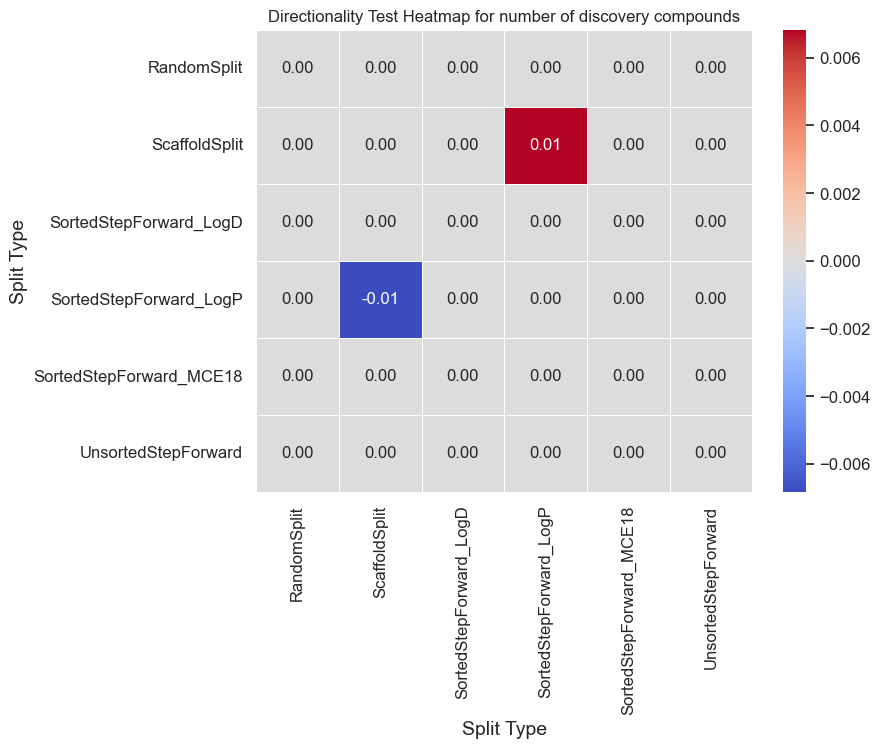 Directionality Test Heatmap for number of discovery compounds
Split Type
RandomSplit 0.00 0.00 0.00 0.00 0.00 0.00
ScaffoldSplit 0.00 0.00 0.00 0.01 0.00 0.00
SortedStepForward_LogD 0.00 0.00 0.00 0.00 0.00 0.00
SortedStepForward_LogP 0.00 -0.01 0.00 0.00 0.00 0.00
SortedStepForward_MCE18 0.00 0.00 0.00 0.00 0.00 0.00
UnsortedStepForward 0.00 0.00 0.00 0.00 0.00 0.00
RandomSplit
ScaffoldSplit
SortedStepForward_LogD
SortedStepForward_LogP
SortedStepForward_MCE18
UnsortedStepForward
Split Type
0.006
0.004
0.002
0.000
−0.002
−0.004
−0.006